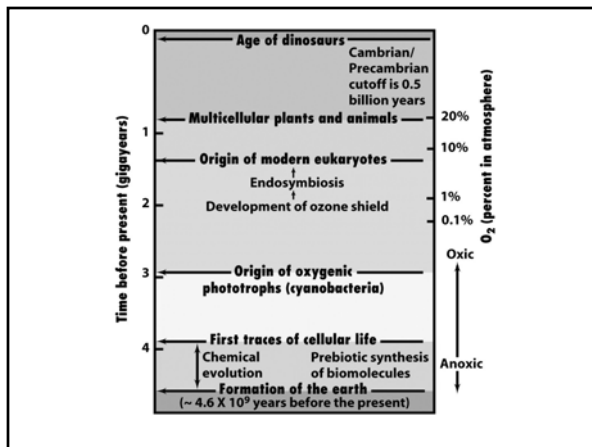 0
Age of dinosaurs
Cambrian/
Precambrian
cutoff is 0.5
billion years
Multicellular plants and animals
20%
1
10%
Origin of modern eukaryotes
Endosymbiosis
1%
2
Development of ozone shield
0.1%
Time before present (gigayears)
O₂ (percent in atmosphere)
Oxic
3
Origin of oxygenic
phototrophs (cyanobacteria)
First traces of cellular life
4
Chemical
evolution
Prebiotic synthesis
of biomolecules
Anoxic
Formation of the earth
(~ 4.6 X 10⁹ years before the present)